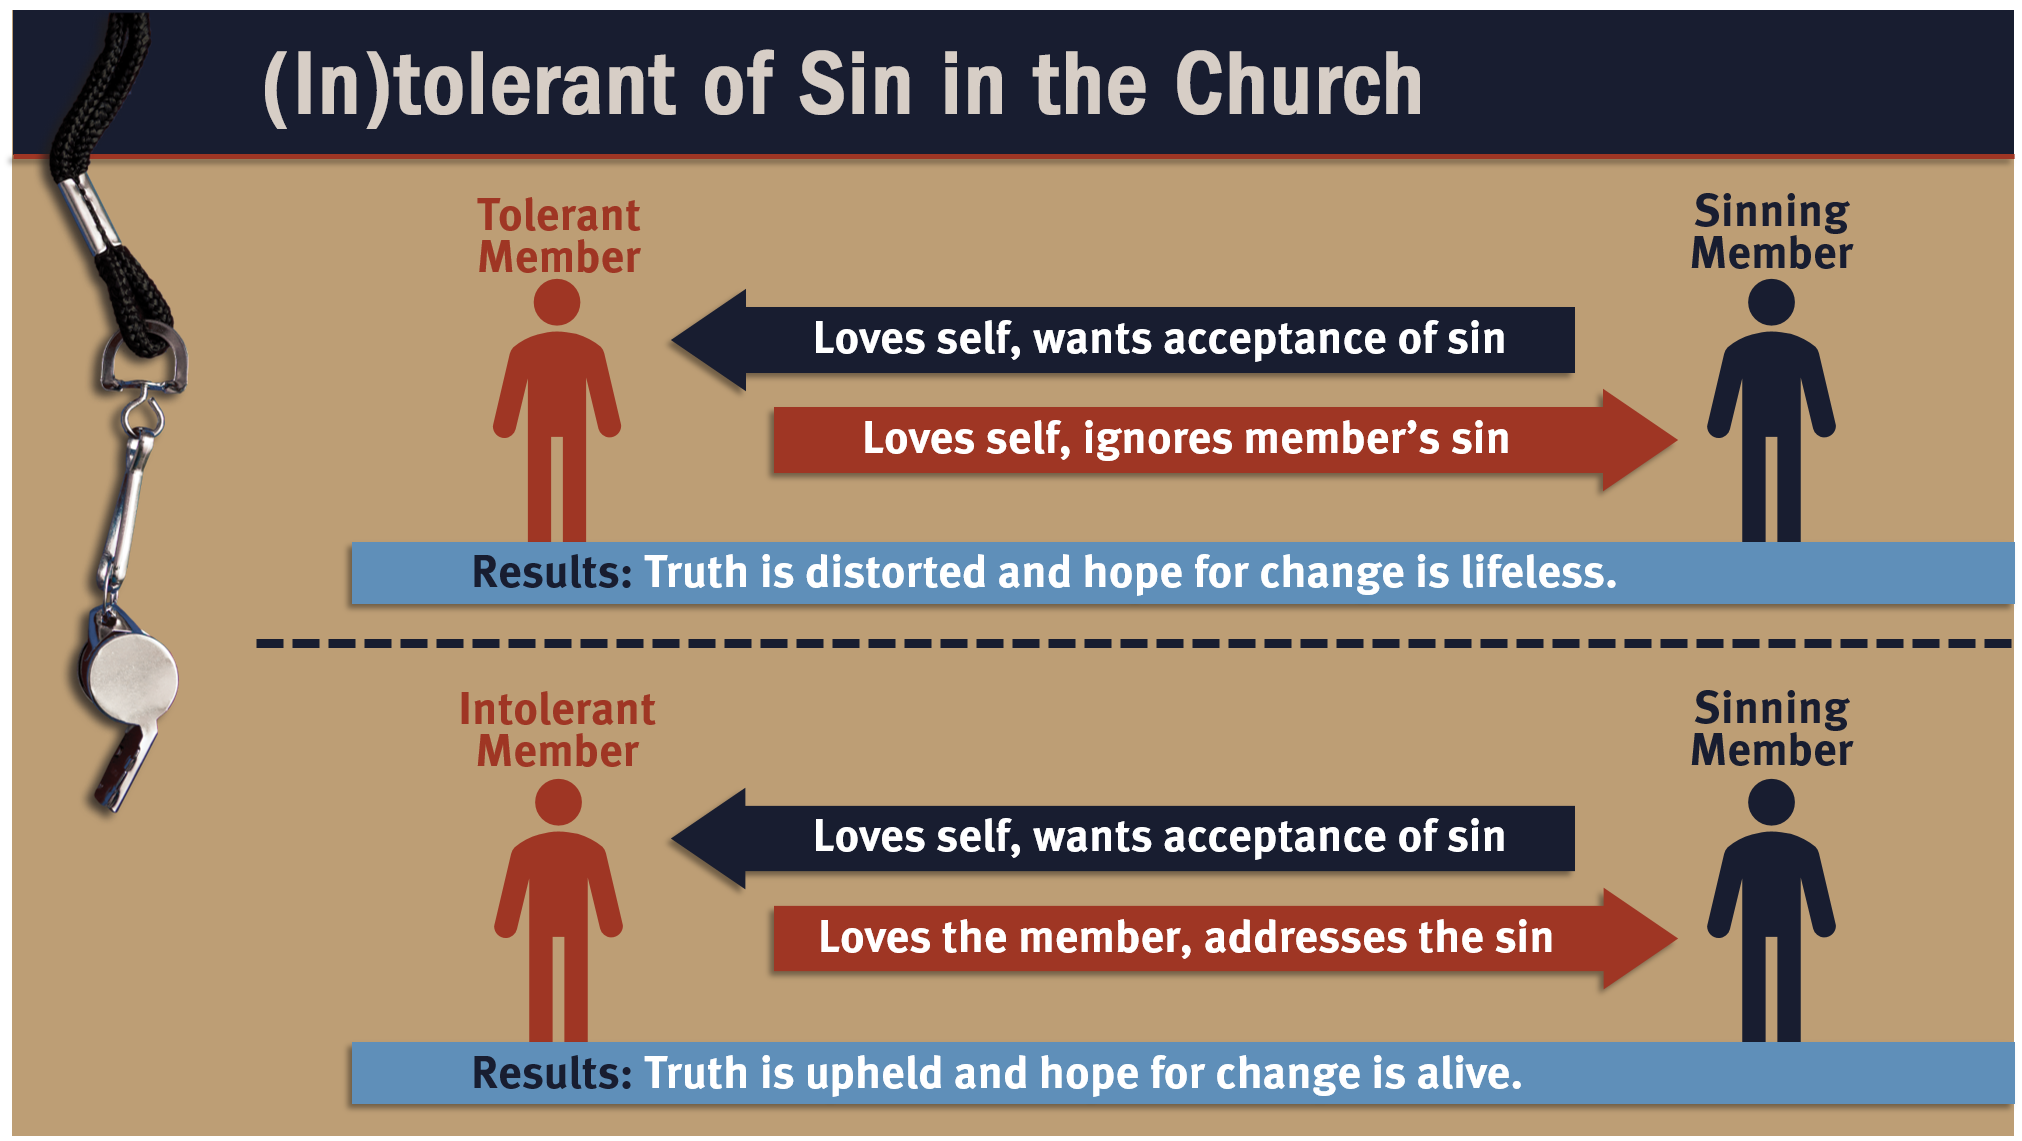 (In)tolerant of Sin in the Church
Tolerant
Member
Sinning
Member
Loves self, wants acceptance of sin
Loves self, ignores member’s sin
Results: Truth is distorted and hope for change is lifeless.
Intolerant
Member
Sinning
Member
Loves self, wants acceptance of sin
Loves the member, addresses the sin
Results: Truth is upheld and hope for change is alive.